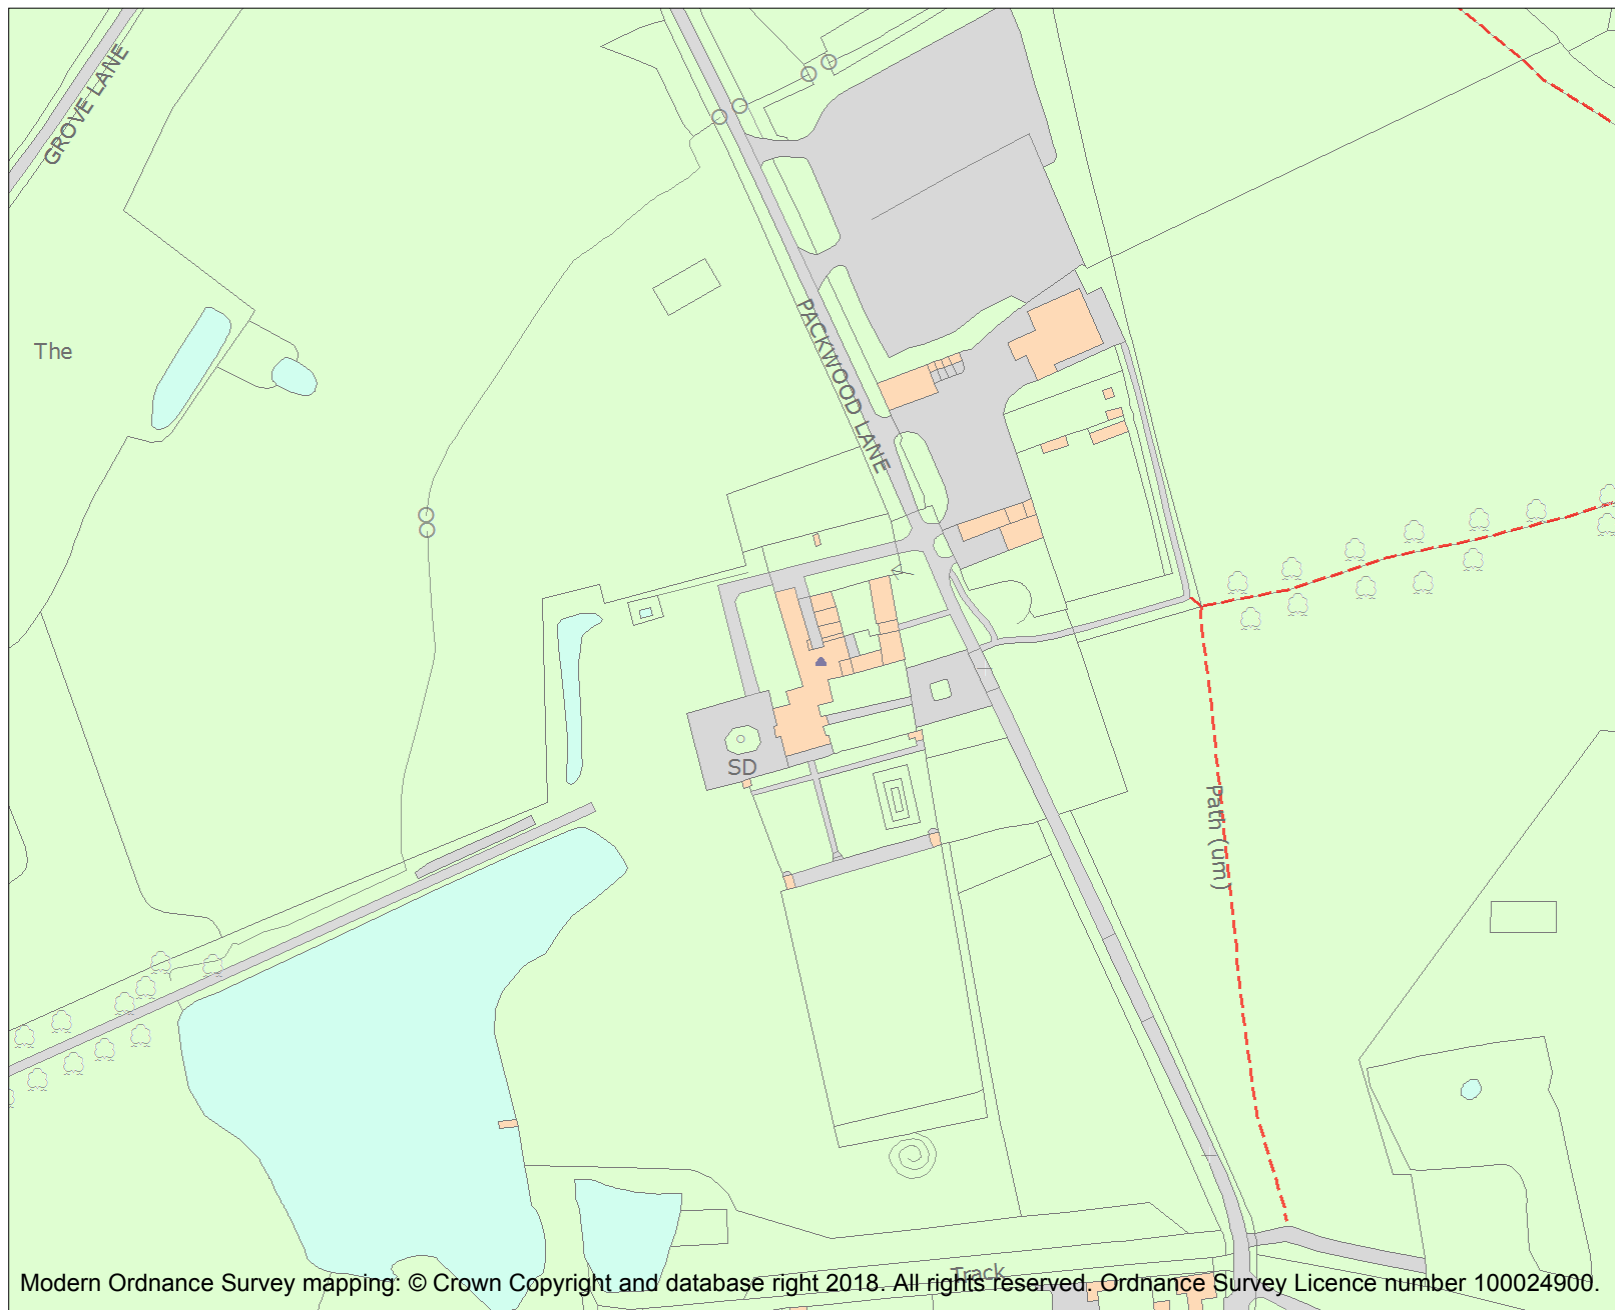 GROVE LANE
The
PACKWOOD LANE
SD
Path (um)
Track
Modern Ordnance Survey mapping: © Crown Copyright and database right 2018. All rights reserved. Ordnance Survey Licence number 100024900.